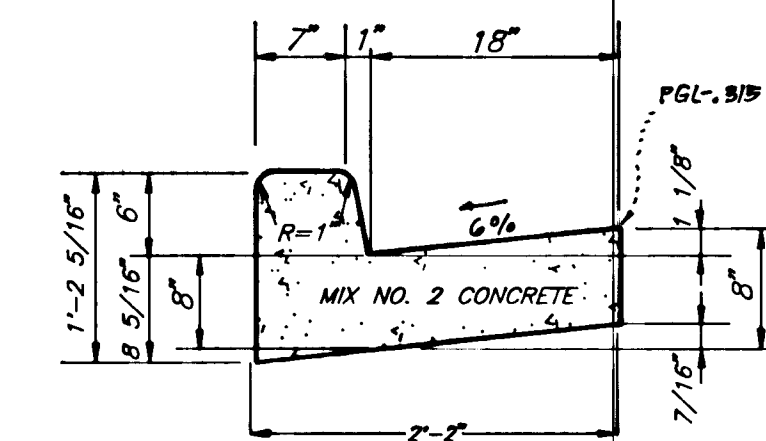 7" 1" 18"
PGL-.315
1'-2 5/16"
6"
8 5/16"
8"
R=1"
6%
MIX NO. 2 CONCRETE
1 1/8"
8"
7/16"
2'-2"